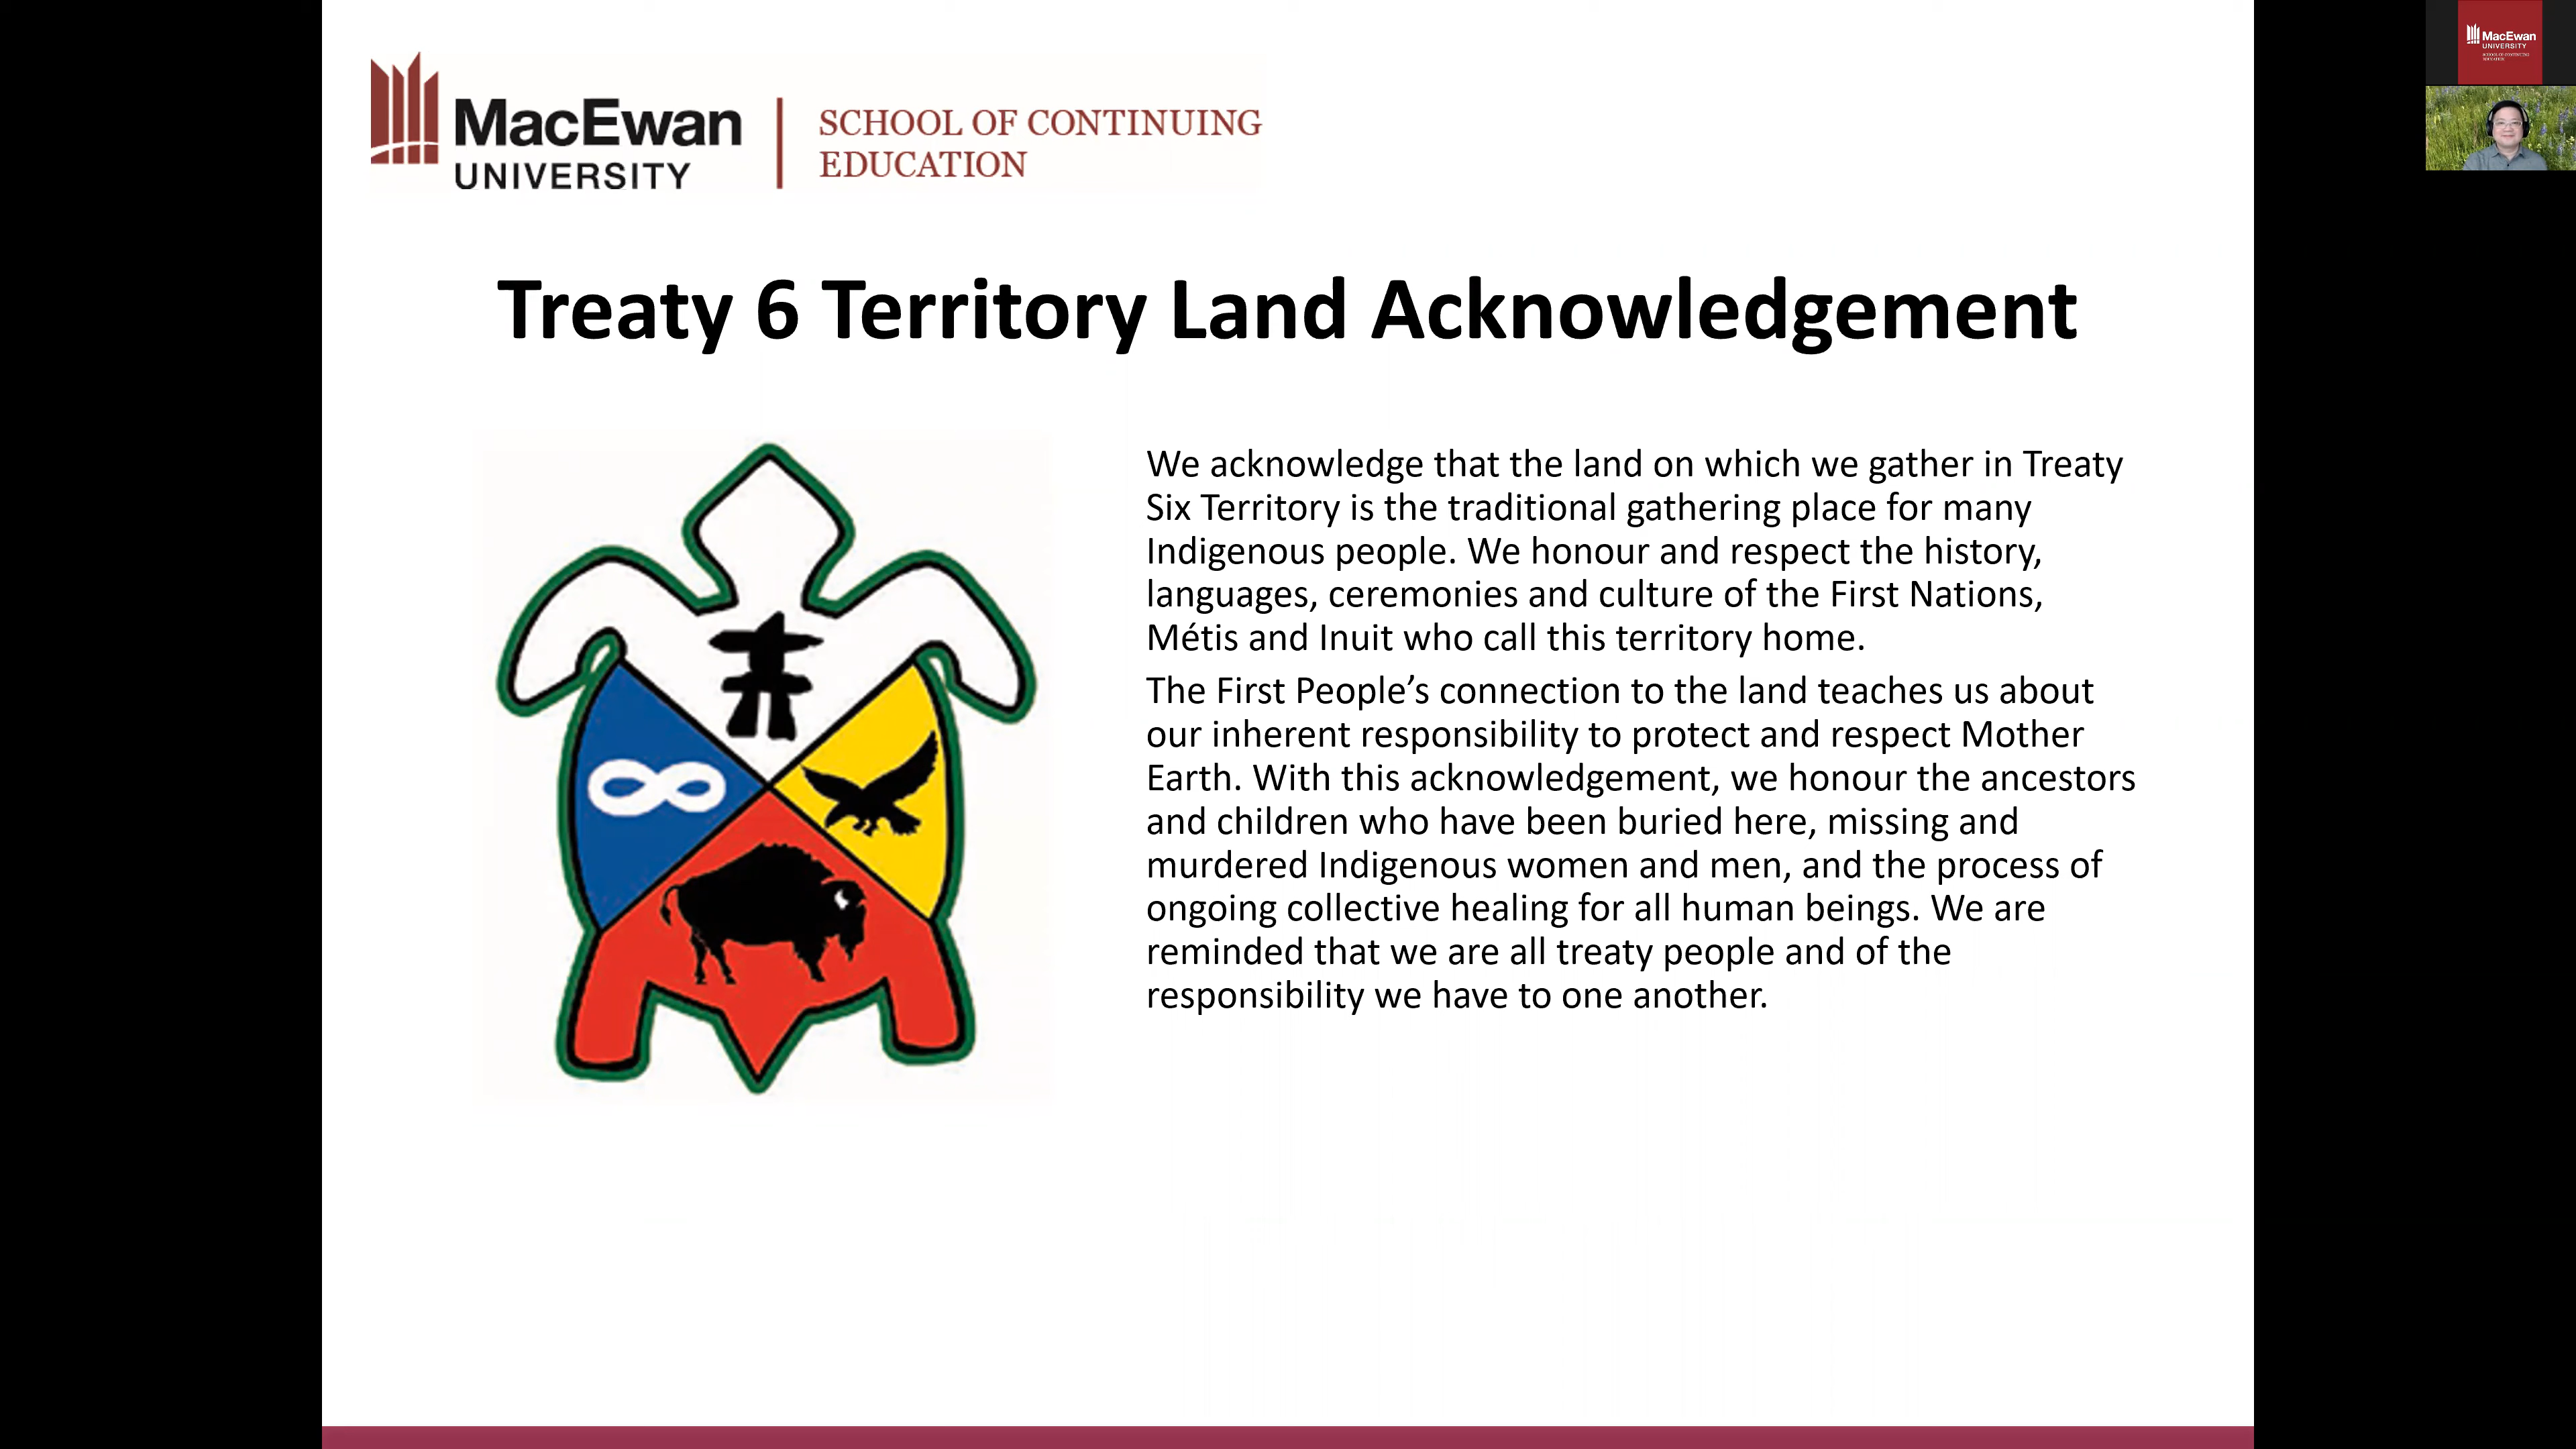 MacEwan
UNIVERSITY
SCHOOL OF CONTINUING
EDUCATION
Treaty 6 Territory Land Acknowledgement
We acknowledge that the land on which we gather in Treaty
Six Territory is the traditional gathering place for many
Indigenous people. We honour and respect the history,
languages, ceremonies and culture of the First Nations,
Métis and Inuit who call this territory home.
The First People’s connection to the land teaches us about
our inherent responsibility to protect and respect Mother
Earth. With this acknowledgement, we honour the ancestors
and children who have been buried here, missing and
murdered Indigenous women and men, and the process of
ongoing collective healing for all human beings. We are
reminded that we are all treaty people and of the
responsibility we have to one another.
MacEwan
UNIVERSITY
SCHOOL OF CONTINUING
EDUCATION